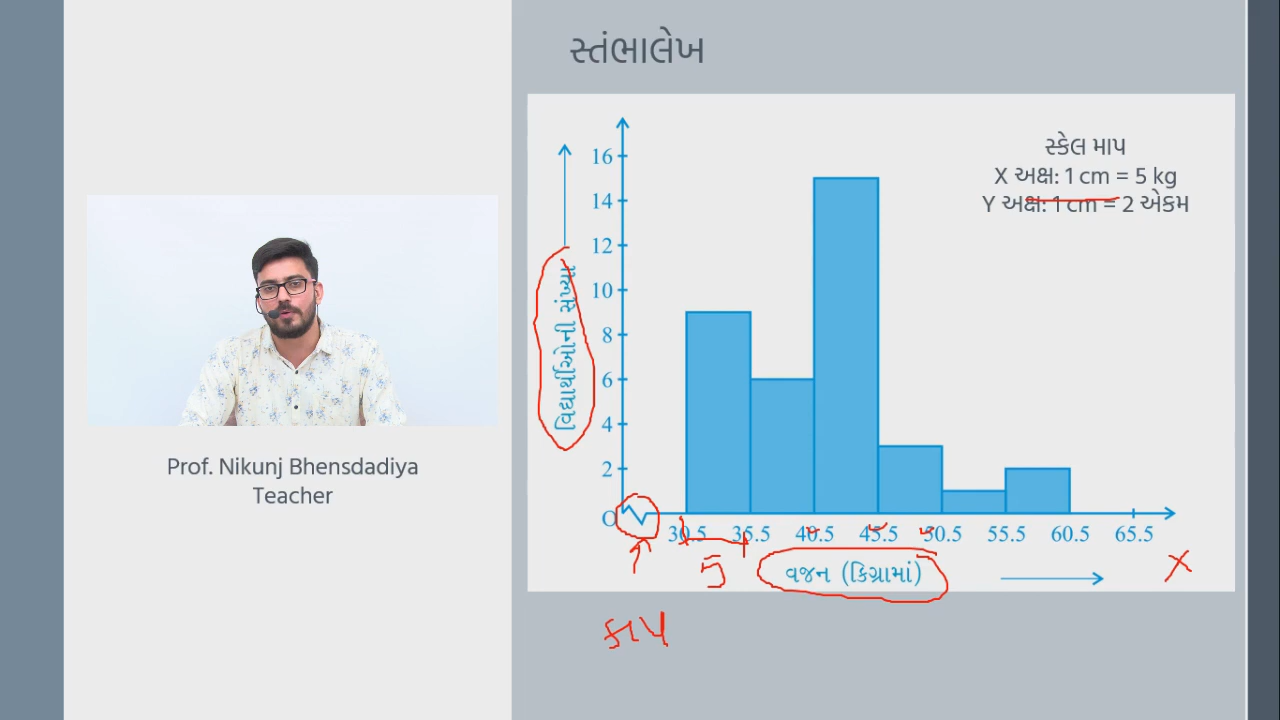 સ્તંભાલેખ
સ્કેલ માપ
X અક્ષ: 1 cm = 5 kg
Y અક્ષ: 1 cm = 2 એકમ
વિદ્યાર્થીઓની સંખ્યા
16
14
12
10
8
6
4
2
O
30.5 35.5 40.5 45.5 50.5 55.5 60.5 65.5
5
વજન (કિગ્રામાં)
X
કાપ
Prof. Nikunj Bhensdadiya
Teacher